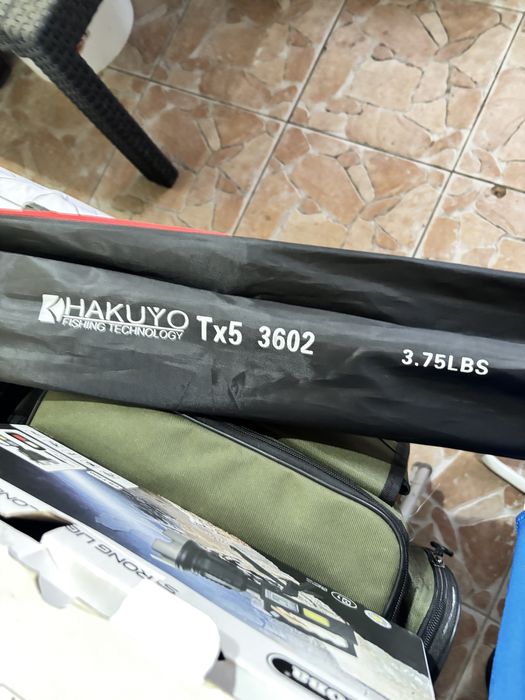 HAKUYO
FISHING TECHNOLOGY
Tx5 3602
3.75LBS